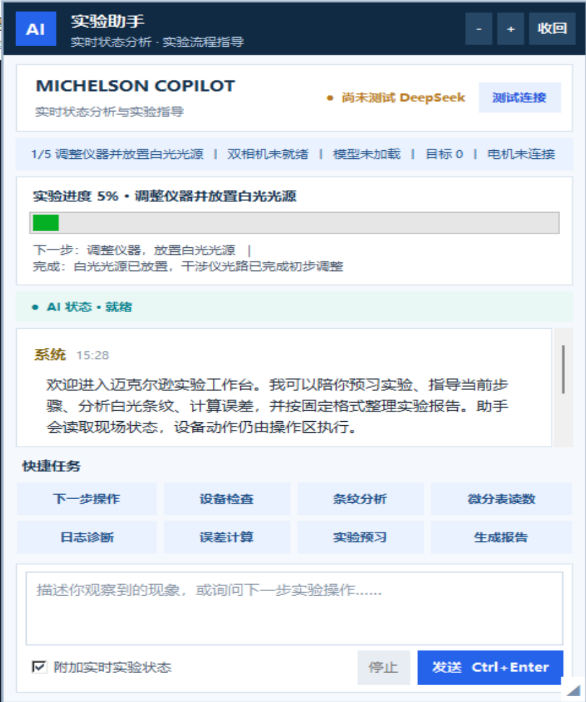 AI
实验助手
实时状态分析 · 实验流程指导
- + 收回
MICHELSON COPILOT
实时状态分析与实验指导
● 尚未测试 DeepSeek
测试连接
1/5 调整仪器并放置白光光源 | 双相机未就绪 | 模型未加载 | 目标 0 | 电机未连接
实验进度 5% • 调整仪器并放置白光光源
下一步：调整仪器，放置白光光源 |
完成：白光光源已放置，干涉仪光路已完成初步调整
● AI 状态 • 就绪
系统 15:28
欢迎进入迈克尔逊实验工作台。我可以陪你预习实验、指导当前步
骤、分析白光条纹、计算误差，并按固定格式整理实验报告。助手
会读取现场状态，设备动作仍由操作区执行。
快捷任务
下一步操作 设备检查 条纹分析 微分表读数
日志诊断 误差计算 实验预习 生成报告
描述你观察到的现象，或询问下一步实验操作......
附加实时实验状态
停止
发送 Ctrl+Enter